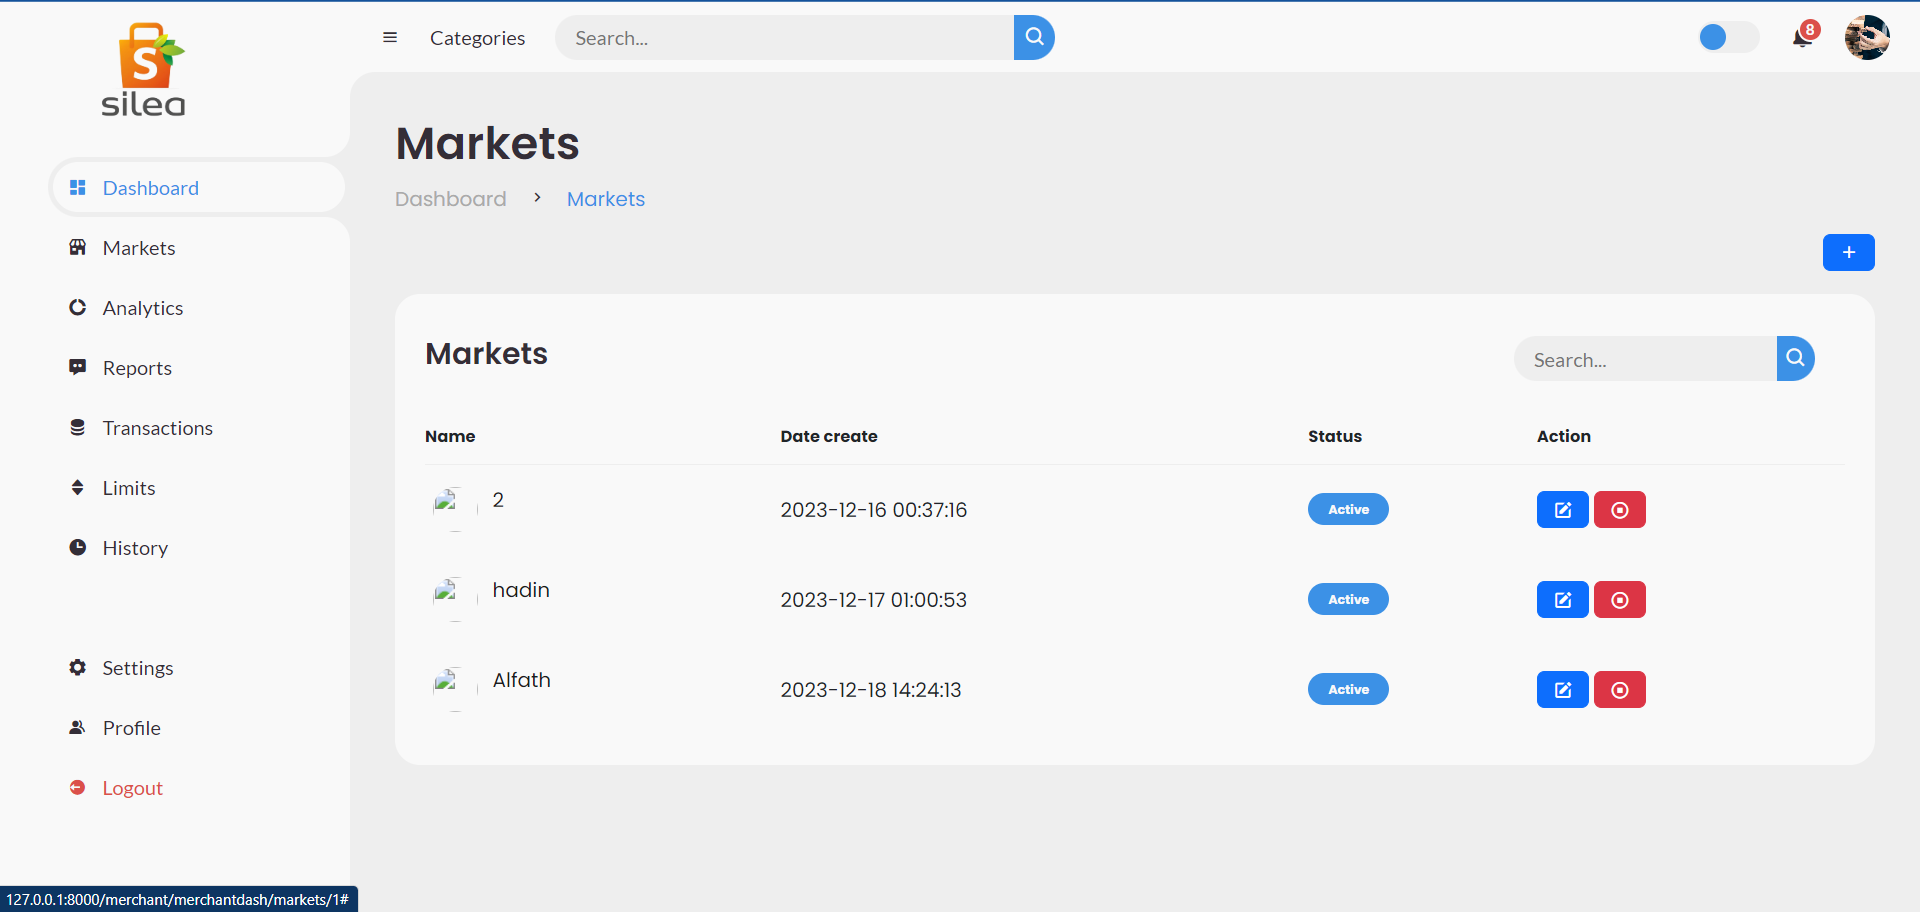 S
silea
Categories
Search...
8
Dashboard
Markets
Analytics
Reports
Transactions
Limits
History
Settings
Profile
Logout
Markets
Dashboard > Markets
+
Markets
Search...
Name Date create Status Action
2 2023-12-16 00:37:16 Active
hadin 2023-12-17 01:00:53 Active
Alfath 2023-12-18 14:24:13 Active
127.0.0.1:8000/merchant/merchantdash/markets/1#